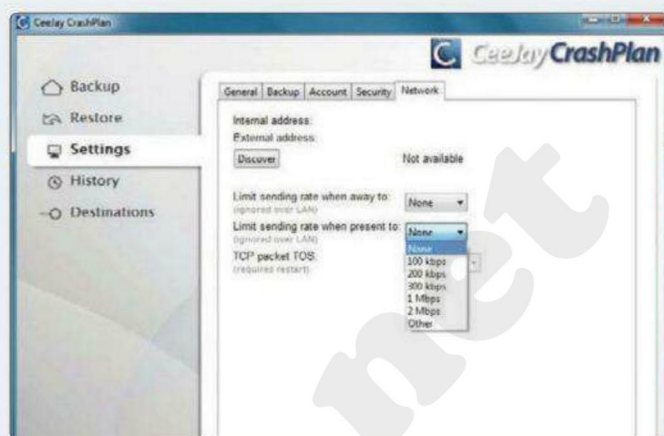 CeeJay CrashPlan
CeeJay CrashPlan
Backup
Restore
Settings
History
Destinations
General Backup Account Security Network
Internal address:
External address:
Discover Not available
Limit sending rate when away to: None
(ignored over LAN)
Limit sending rate when present to: None
(ignored over LAN)
None
TCP packet TOS:
100 kbps
(requires restart)
200 kbps
300 kbps
1 Mbps
2 Mbps
Other
net